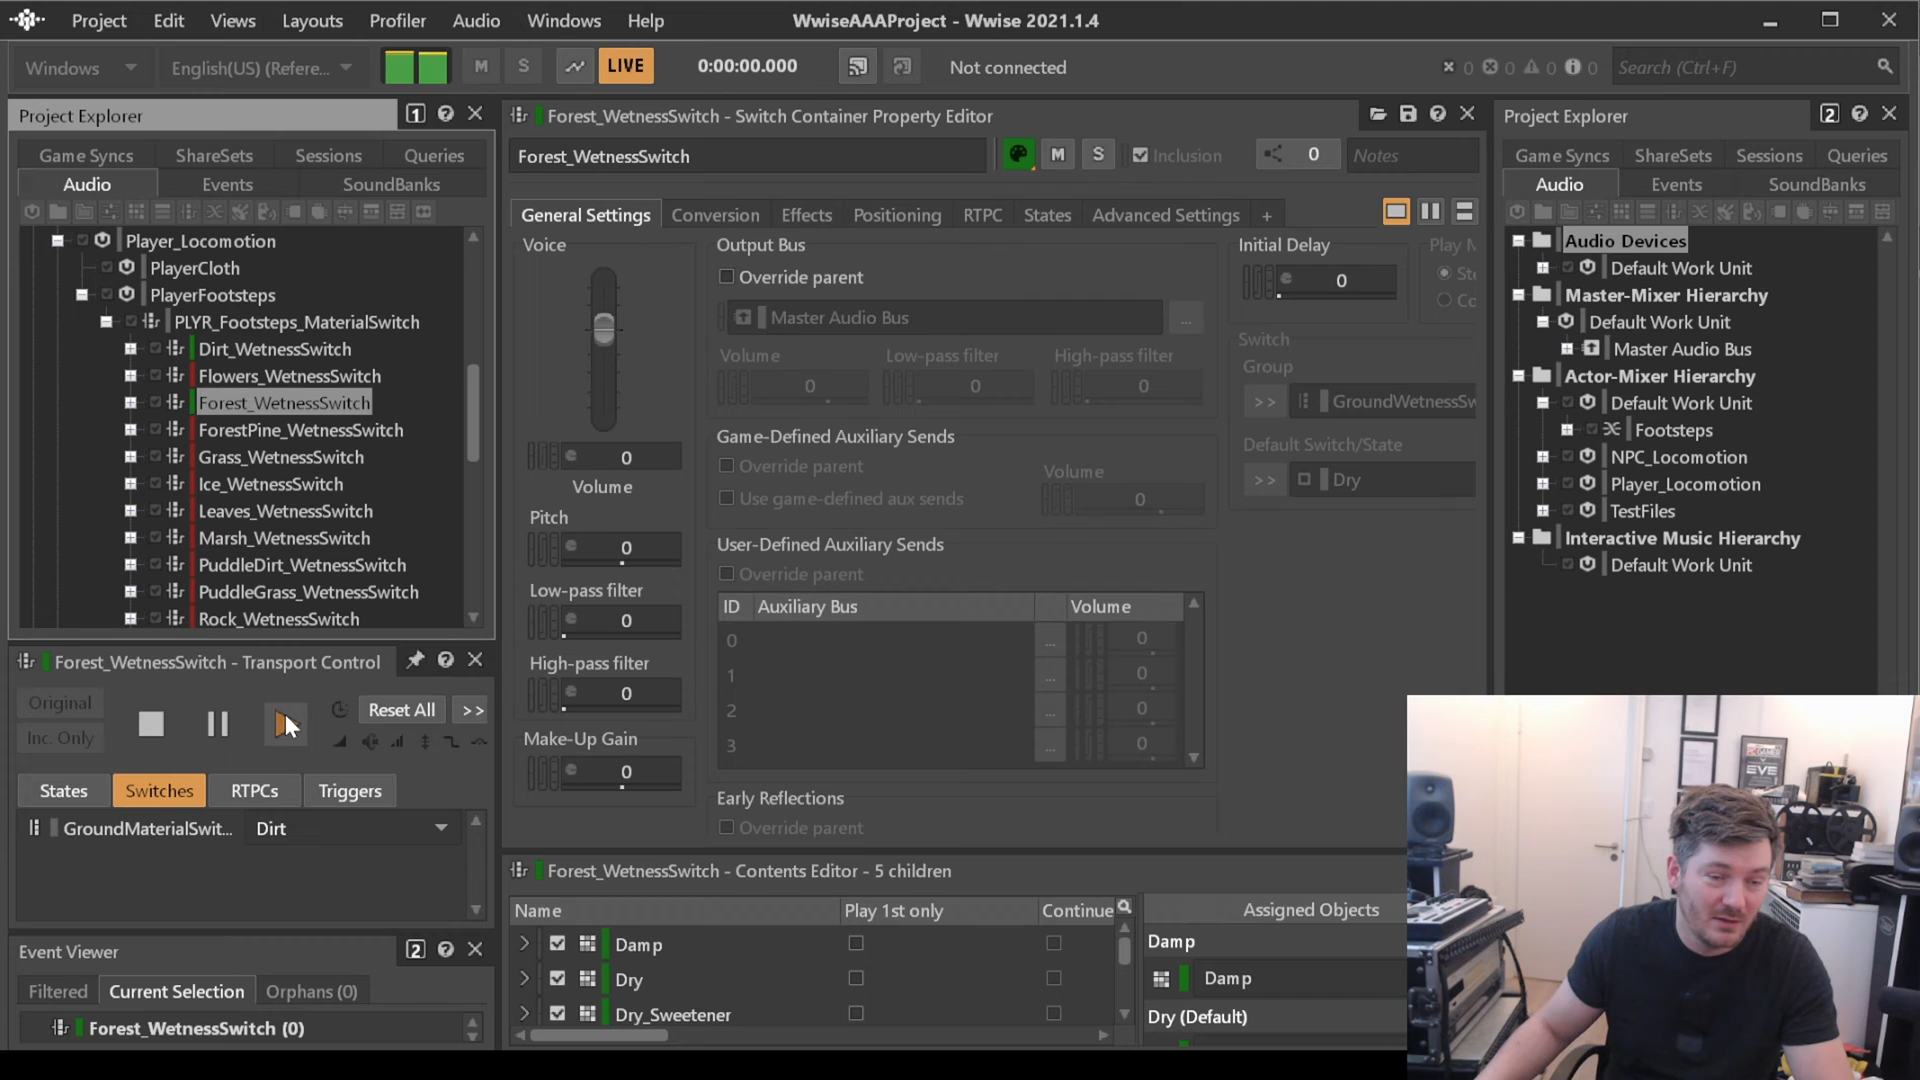 Project Edit Views Layouts Profiler Audio Windows Help WwiseAAAProject - Wwise 2021.1.4
Windows English(US) (Refere... M S LIVE 0:00:00.000 Not connected 0 0 0 0 Search (Ctrl+F)
Project Explorer 1
Game Syncs ShareSets Sessions Queries
Audio Events SoundBanks
Player_Locomotion
PlayerCloth
PlayerFootsteps
PLYR_Footsteps_MaterialSwitch
Dirt_WetnessSwitch
Flowers_WetnessSwitch
Forest_WetnessSwitch
ForestPine_WetnessSwitch
Grass_WetnessSwitch
Ice_WetnessSwitch
Leaves_WetnessSwitch
Marsh_WetnessSwitch
PuddleDirt_WetnessSwitch
PuddleGrass_WetnessSwitch
Rock_WetnessSwitch
Forest_WetnessSwitch - Transport Control
Original
Inc. Only
Reset All >>
States Switches RTPCs Triggers
GroundMaterialSwit... Dirt
Event Viewer 2
Filtered Current Selection Orphans (0)
Forest_WetnessSwitch (0)
Forest_WetnessSwitch - Switch Container Property Editor
Forest_WetnessSwitch M S Inclusion 0 Notes
General Settings Conversion Effects Positioning RTPC States Advanced Settings +
Voice
0
Volume
Pitch
0
Low-pass filter
0
High-pass filter
0
Make-Up Gain
0
Output Bus
Override parent
Master Audio Bus ...
Volume Low-pass filter High-pass filter
0 0 0
Game-Defined Auxiliary Sends
Override parent
Use game-defined aux sends
Volume
0
User-Defined Auxiliary Sends
Override parent
ID Auxiliary Bus Volume
0 ... 0
1 ... 0
2 ... 0
3 ... 0
Early Reflections
Override parent
Initial Delay
0
Play M
Ste
Co
Switch
Group
>> GroundWetnessSw
Default Switch/State
>> Dry
Forest_WetnessSwitch - Contents Editor - 5 children
Name Play 1st only Continue
Damp
Dry
Dry_Sweetener
Assigned Objects
Damp
Damp
Dry (Default)
Project Explorer 2
Game Syncs ShareSets Sessions Queries
Audio Events SoundBanks
Audio Devices
Default Work Unit
Master-Mixer Hierarchy
Default Work Unit
Master Audio Bus
Actor-Mixer Hierarchy
Default Work Unit
Footsteps
NPC_Locomotion
Player_Locomotion
TestFiles
Interactive Music Hierarchy
Default Work Unit
EVE